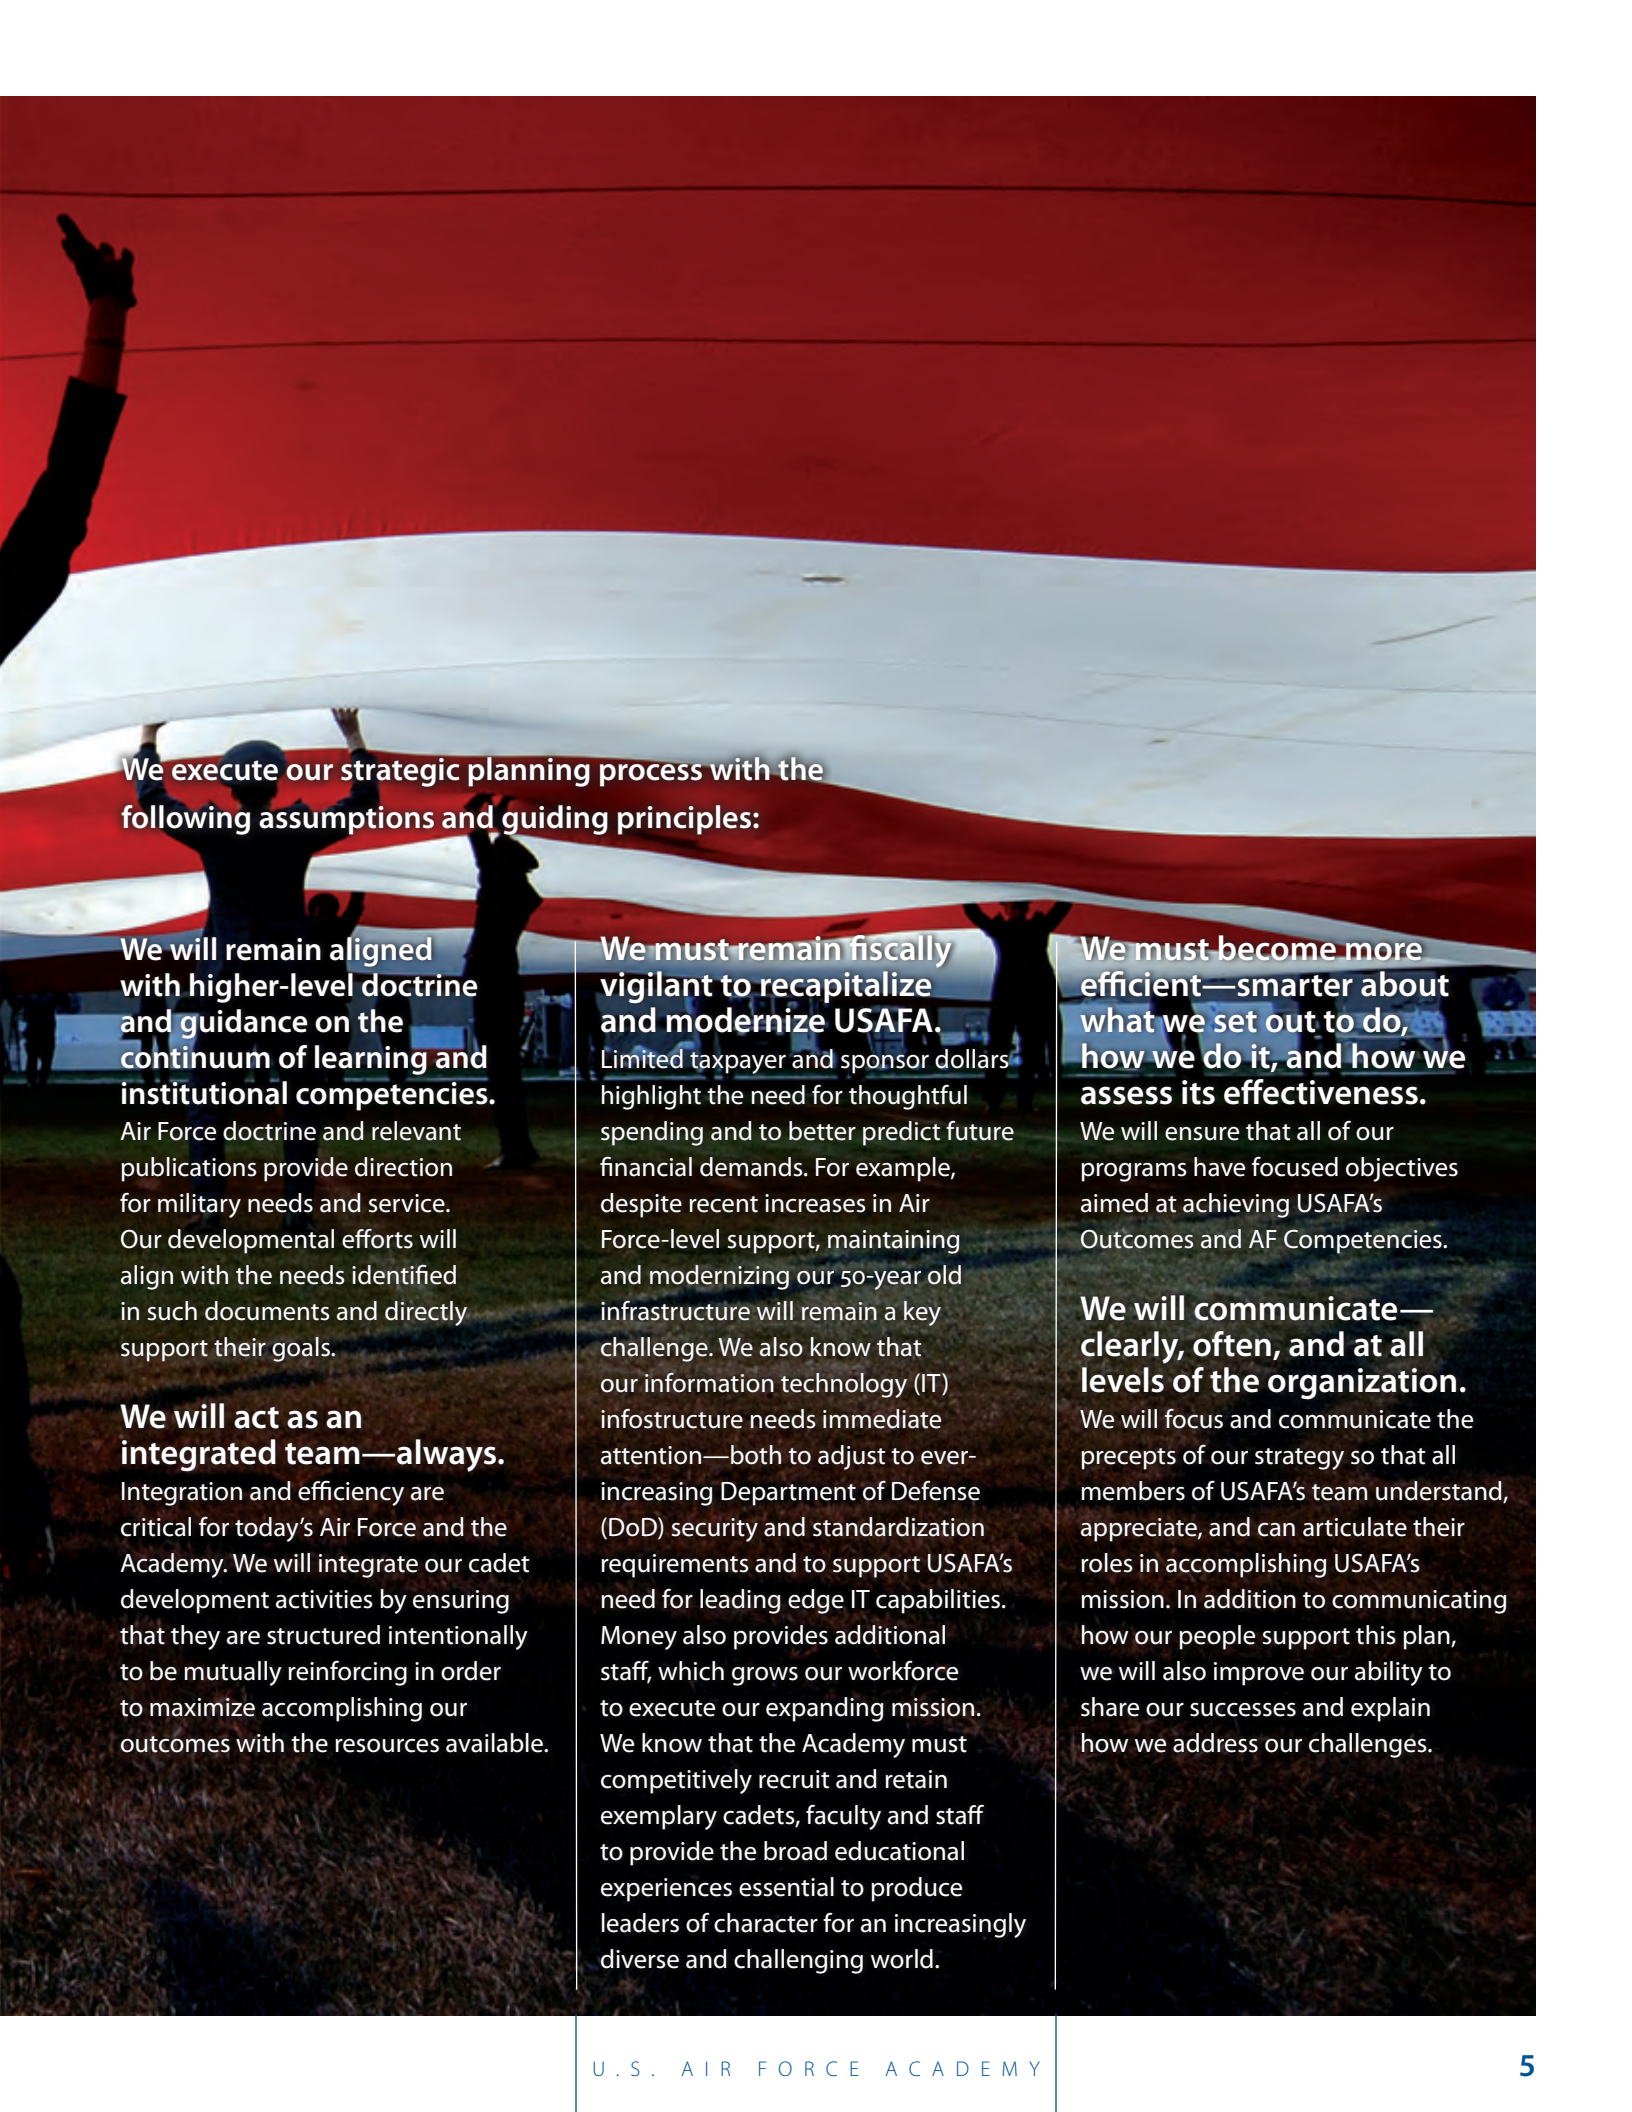 We execute our strategic planning process with the
following assumptions and guiding principles:
We will remain aligned
with higher-level doctrine
and guidance on the
continuum of learning and
institutional competencies.
Air Force doctrine and relevant
publications provide direction
for military needs and service.
Our developmental efforts will
align with the needs identified
in such documents and directly
support their goals.
We will act as an
integrated team—always.
Integration and efficiency are
critical for today's Air Force and the
Academy. We will integrate our cadet
development activities by ensuring
that they are structured intentionally
to be mutually reinforcing in order
to maximize accomplishing our
outcomes with the resources available.
We must remain fiscally
vigilant to recapitalize
and modernize USAFA.
Limited taxpayer and sponsor dollars
highlight the need for thoughtful
spending and to better predict future
financial demands. For example,
despite recent increases in Air
Force-level support, maintaining
and modernizing our 50-year old
infrastructure will remain a key
challenge. We also know that
our information technology (IT)
infostructure needs immediate
attention—both to adjust to ever-
increasing Department of Defense
(DoD) security and standardization
requirements and to support USAFA's
need for leading edge IT capabilities.
Money also provides additional
staff, which grows our workforce
to execute our expanding mission.
We know that the Academy must
competitively recruit and retain
exemplary cadets, faculty and staff
to provide the broad educational
experiences essential to produce
leaders of character for an increasingly
diverse and challenging world.
We must become more
efficient—smarter about
what we set out to do,
how we do it, and how we
assess its effectiveness.
We will ensure that all of our
programs have focused objectives
aimed at achieving USAFA's
Outcomes and AF Competencies.
We will communicate—
clearly, often, and at all
levels of the organization.
We will focus and communicate the
precepts of our strategy so that all
members of USAFA's team understand,
appreciate, and can articulate their
roles in accomplishing USAFA's
mission. In addition to communicating
how our people support this plan,
we will also improve our ability to
share our successes and explain
how we address our challenges.
U.S. AIR FORCE ACADEMY
5